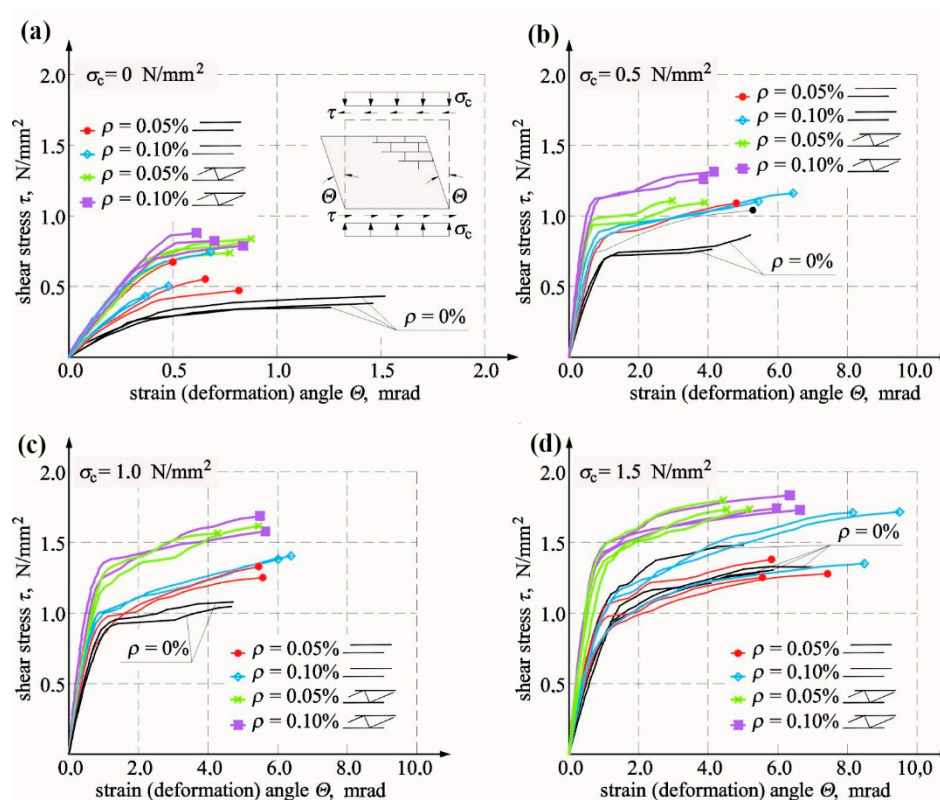 (a)
σc= 0 N/mm²
shear stress τ, N/mm²
2.0
1.5
1.0
0.5
ρ = 0.05%
ρ = 0.10%
ρ = 0.05%
ρ = 0.10%
σc
τ
Θ
Θ
σc
ρ = 0%
0.0
0.5
1.0
1.5
2.0
strain (deformation) angle Θ, mrad
(b)
σc= 0.5 N/mm²
shear stress τ, N/mm²
2.0
1.5
1.0
0.5
ρ = 0.05%
ρ = 0.10%
ρ = 0.05%
ρ = 0.10%
ρ = 0%
0.0
2.0
4.0
6.0
8.0
10.0
strain (deformation) angle Θ, mrad
(c)
σc= 1.0 N/mm²
shear stress τ, N/mm²
2.0
1.5
1.0
0.5
ρ = 0%
ρ = 0.05%
ρ = 0.10%
ρ = 0.05%
ρ = 0.10%
0.0
2.0
4.0
6.0
8.0
10.0
strain (deformation) angle Θ, mrad
(d)
σc= 1.5 N/mm²
shear stress τ, N/mm²
2.0
1.5
1.0
0.5
ρ = 0%
ρ = 0.05%
ρ = 0.10%
ρ = 0.05%
ρ = 0.10%
0.0
2.0
4.0
6.0
8.0
10.0
strain (deformation) angle Θ, mrad